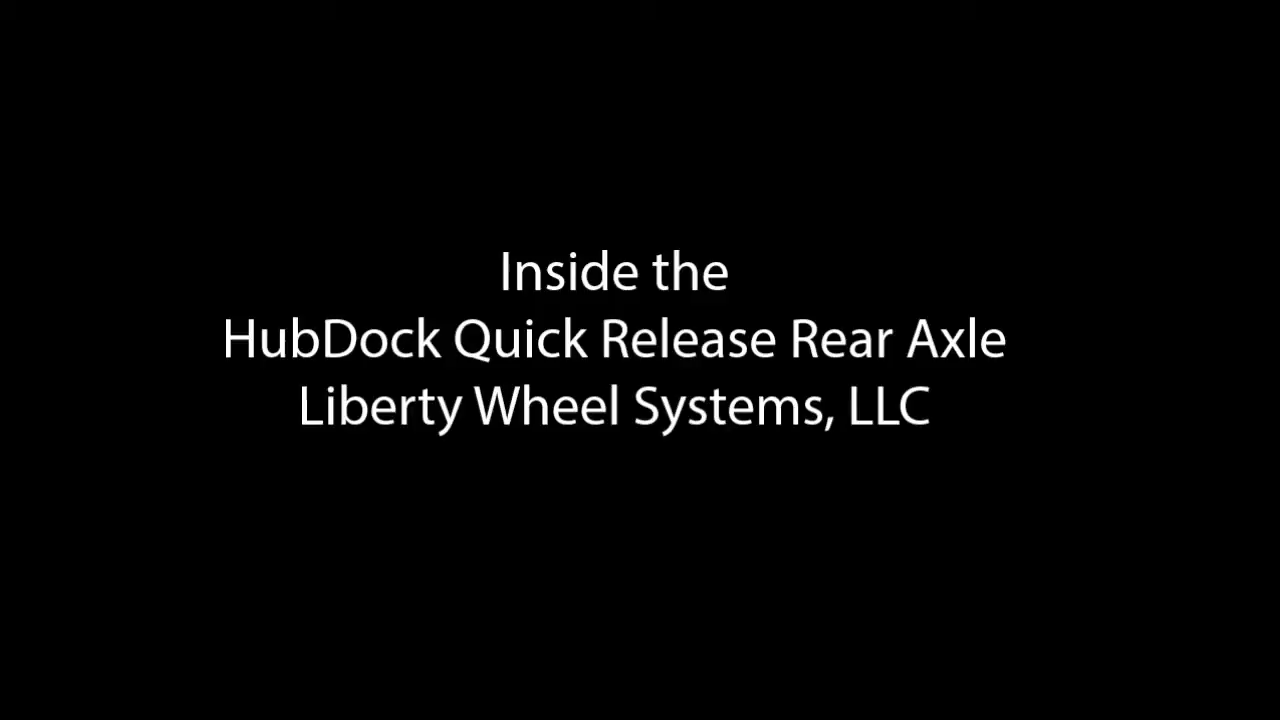 Inside the
HubDock Quick Release Rear Axle
Liberty Wheel Systems, LLC